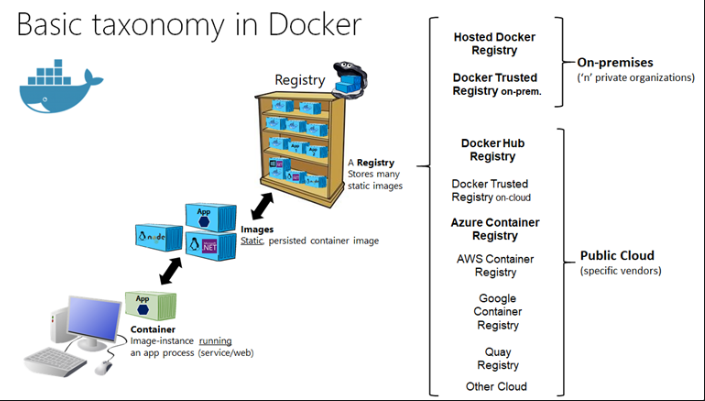 Basic taxonomy in Docker
Registry
A Registry
Stores many
static images
App
node
.NET
Images
Static, persisted container image
App
Container
Image-instance running
an app process (service/web)
Hosted Docker
Registry
Docker Trusted
Registry on-prem.
On-premises
('n' private organizations)
Docker Hub
Registry
Docker Trusted
Registry on-cloud
Azure Container
Registry
AWS Container
Registry
Google
Container
Registry
Quay
Registry
Other Cloud
Public Cloud
(specific vendors)